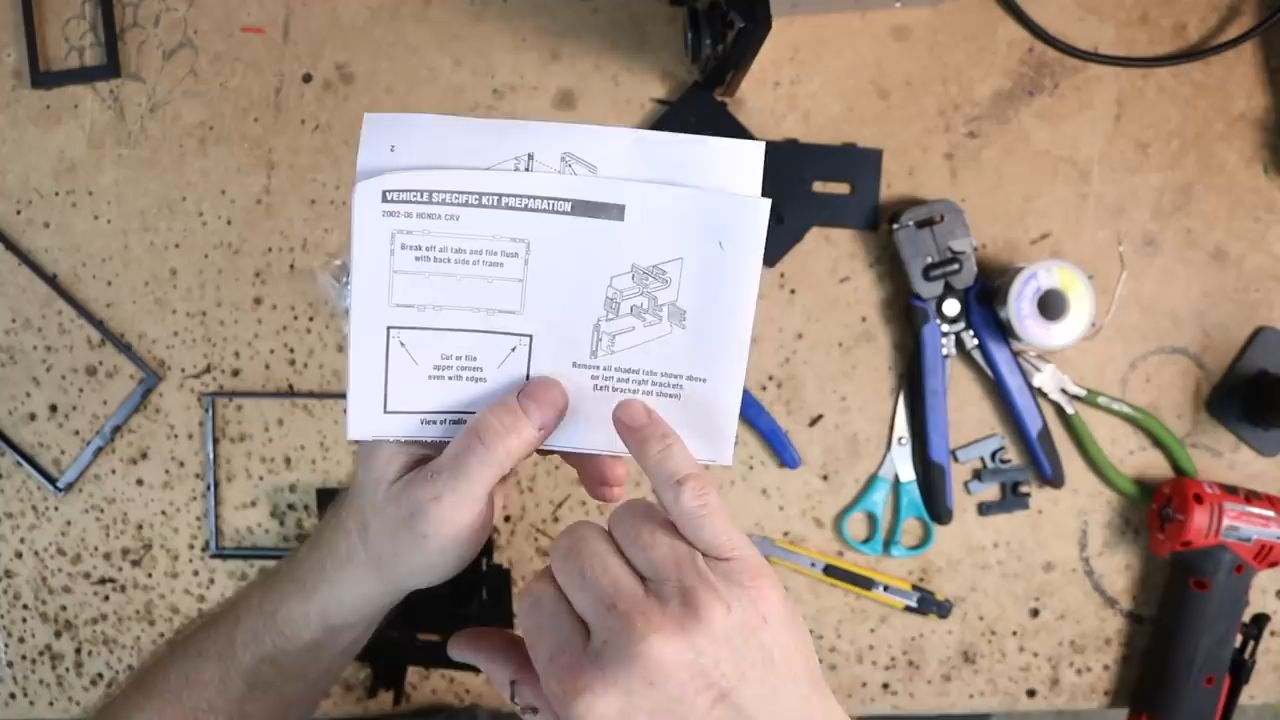 2
VEHICLE SPECIFIC KIT PREPARATION
2002-06 HONDA CRV
Break off all tabs and file flush
with back side of frame
Cut or file
upper corners
even with edges
View of radio
Remove all shaded tabs shown above
on left and right brackets.
(Left bracket not shown)